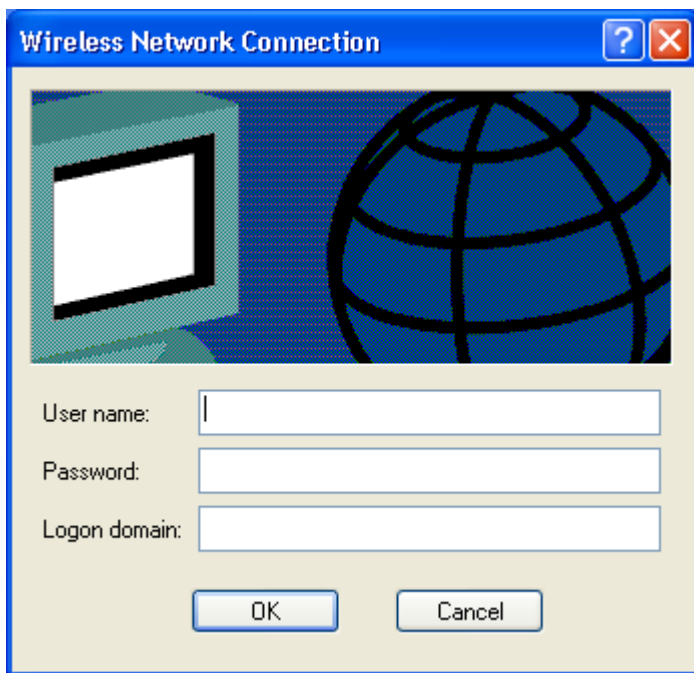 Wireless Network Connection
User name:
Password:
Logon domain:
OK Cancel